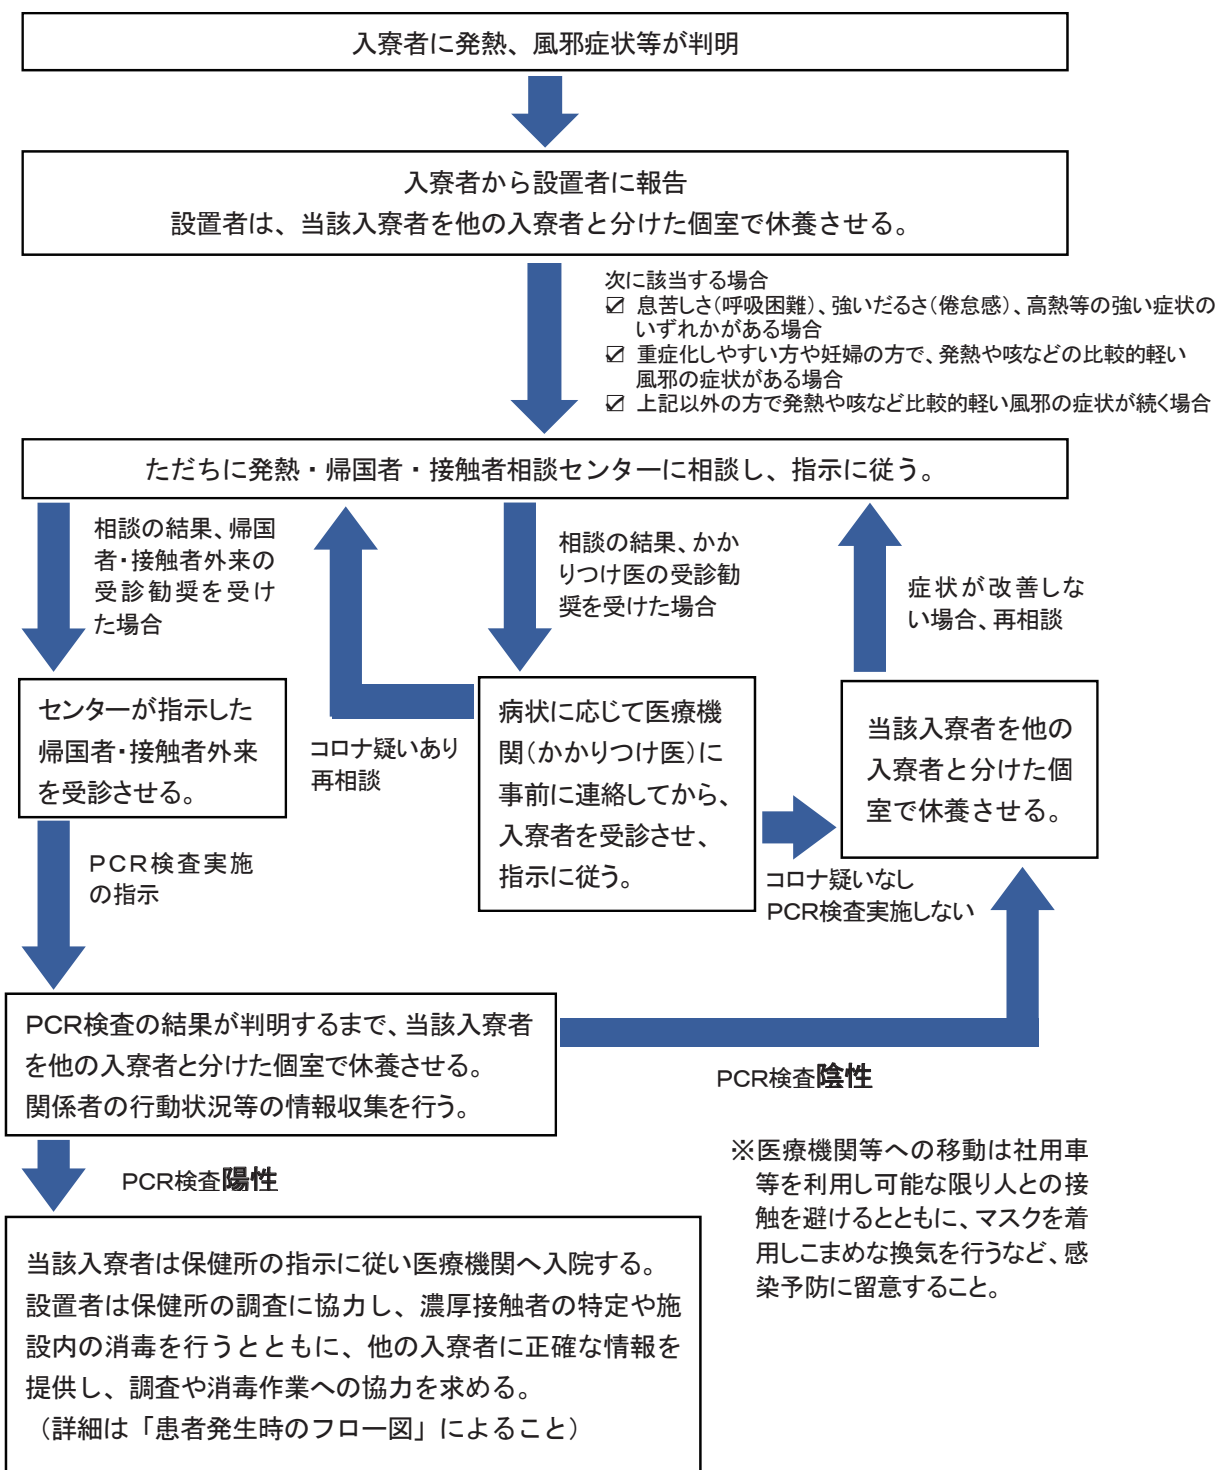 入寮者に発熱、風邪症状等が判明
入寮者から設置者に報告
設置者は、当該入寮者を他の入寮者と分けた個室で休養させる。
次に該当する場合
☑ 息苦しさ(呼吸困難)、強いだるさ(倦怠感)、高熱等の強い症状の
いずれかがある場合
☑ 重症化しやすい方や妊婦の方で、発熱や咳などの比較的軽い
風邪の症状がある場合
☑ 上記以外の方で発熱や咳など比較的軽い風邪の症状が続く場合
ただちに発熱・帰国者・接触者相談センターに相談し、指示に従う。
相談の結果、帰国
者・接触者外来の
受診勧奨を受け
た場合
相談の結果、かか
りつけ医の受診勧
奨を受けた場合
症状が改善しな
い場合、再相談
センターが指示した
帰国者・接触者外来
を受診させる。
コロナ疑いあり
再相談
病状に応じて医療機
関(かかりつけ医)に
事前に連絡してから、
入寮者を受診させ、
指示に従う。
当該入寮者を他の
入寮者と分けた個
室で休養させる。
コロナ疑いなし
PCR検査実施しない
PCR検査実施
の指示
PCR検査の結果が判明するまで、当該入寮者
を他の入寮者と分けた個室で休養させる。
関係者の行動状況等の情報収集を行う。
PCR検査陰性
PCR検査陽性
※医療機関等への移動は社用車
等を利用し可能な限り人との接
触を避けるとともに、マスクを着
用しこまめな換気を行うなど、感
染予防に留意すること。
当該入寮者は保健所の指示に従い医療機関へ入院する。
設置者は保健所の調査に協力し、濃厚接触者の特定や施
設内の消毒を行うとともに、他の入寮者に正確な情報を
提供し、調査や消毒作業への協力を求める。
（詳細は「患者発生時のフロー図」によること）